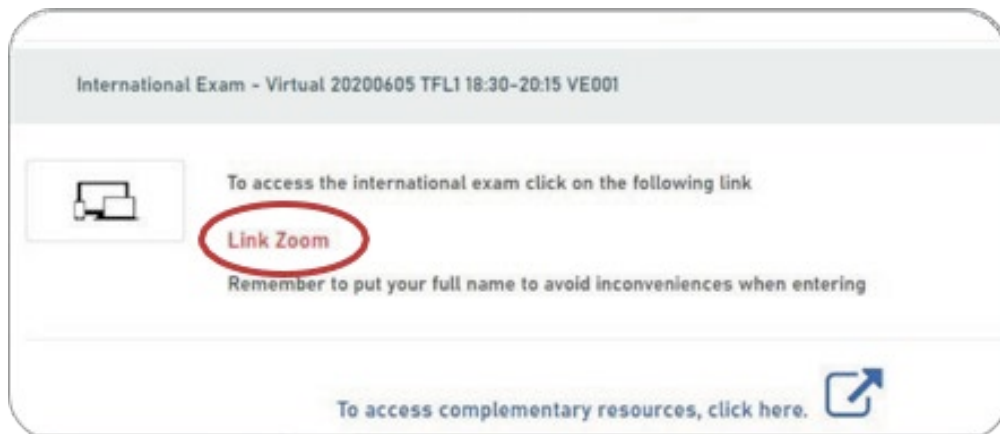 International Exam - Virtual 20200605 TFL1 18:30-20:15 VE001
To access the international exam click on the following link
Link Zoom
Remember to put your full name to avoid inconveniences when entering
To access complementary resources, click here.